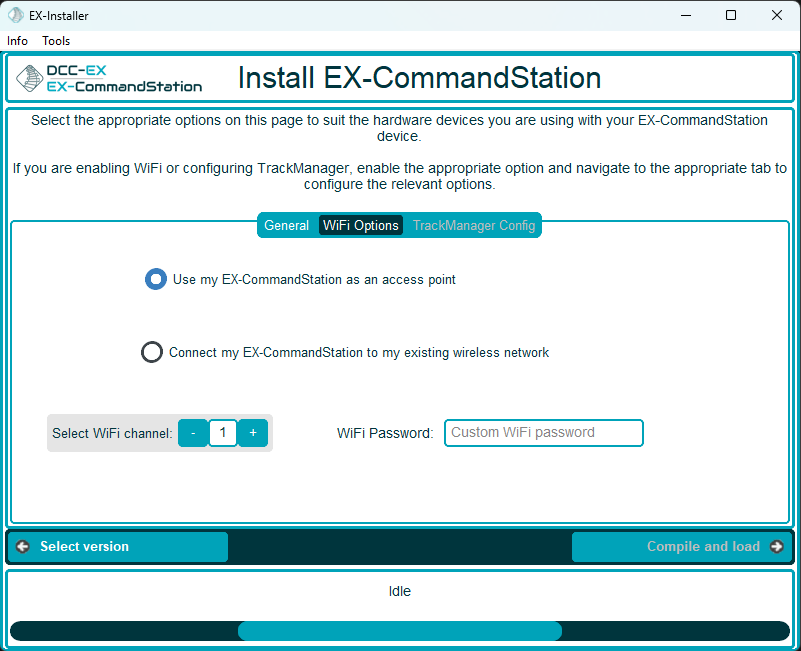 EX-Installer
Info Tools
DCC-EX
EX-CommandStation
Install EX-CommandStation
Select the appropriate options on this page to suit the hardware devices you are using with your EX-CommandStation
device.
If you are enabling WiFi or configuring TrackManager, enable the appropriate option and navigate to the appropriate tab to
configure the relevant options.
General WiFi Options TrackManager Config
Use my EX-CommandStation as an access point
Connect my EX-CommandStation to my existing wireless network
Select WiFi channel: - 1 + WiFi Password: Custom WiFi password
Select version Compile and load
Idle